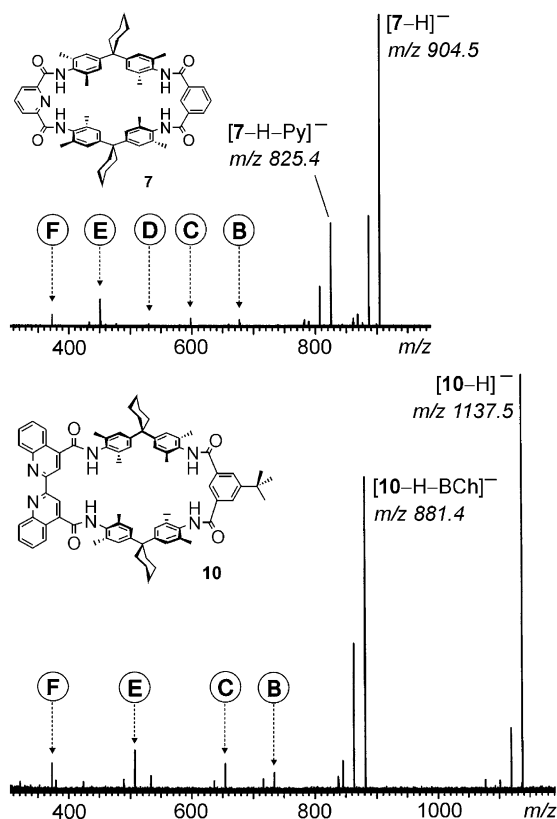 [7–H]⁻
m/z 904.5
[7–H–Py]⁻
m/z 825.4
O
O
N
H
N
H
N
H
N
H
N
O
O
7
F
E
D
C
B
400
600
800
m/z
[10–H]⁻
m/z 1137.5
[10–H–BCh]⁻
m/z 881.4
O
O
N
H
N
H
N
N
N
H
N
H
O
O
10
F
E
C
B
400
600
800
1000
m/z